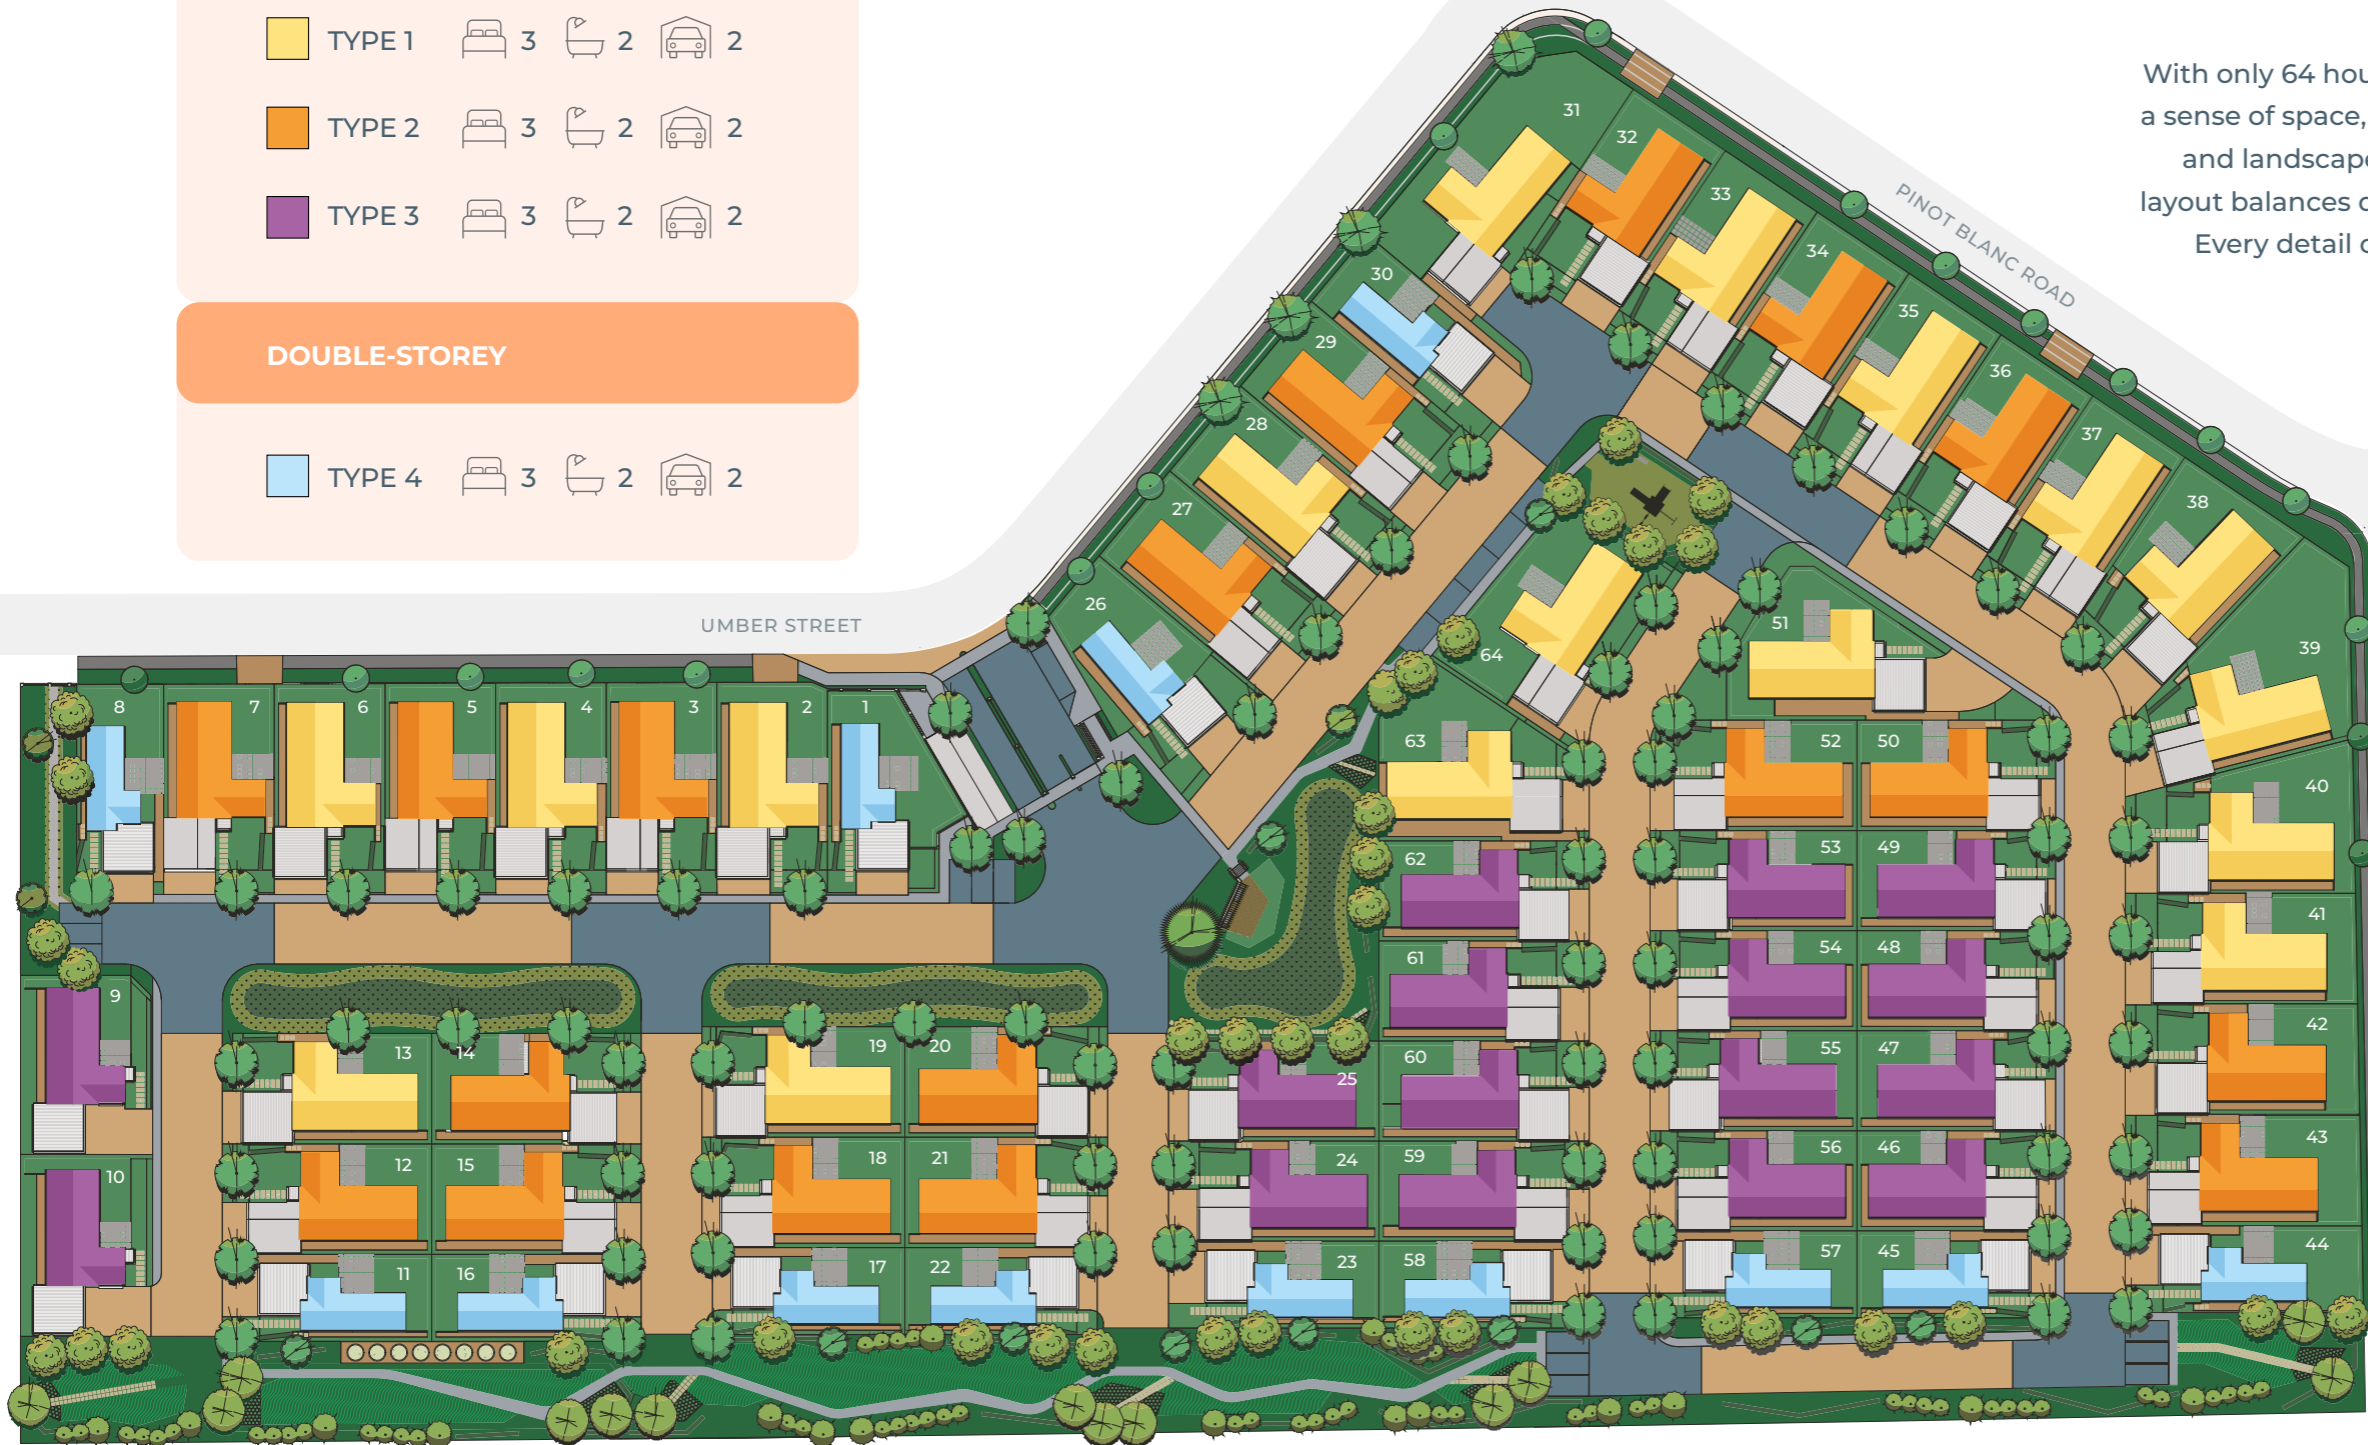 TYPE 1 3 2 2
TYPE 2 3 2 2
TYPE 3 3 2 2
DOUBLE-STOREY
TYPE 4 3 2 2
With only 64 hou
a sense of space,
and landscape
layout balances
Every detail
PINOT BLANC ROAD
UMBER STREET
31
32
33
34
35
36
37
38
39
30
29
28
27
26
64
51
8 7 6 5 4 3 2 1
63
52 50
40
62
53 49
41
61
54 48
42
9
13 14 19 20
25 60
55 47
43
10
12 15 18 21
24 59
56 46
44
11 16 17 22
23 58
57 45